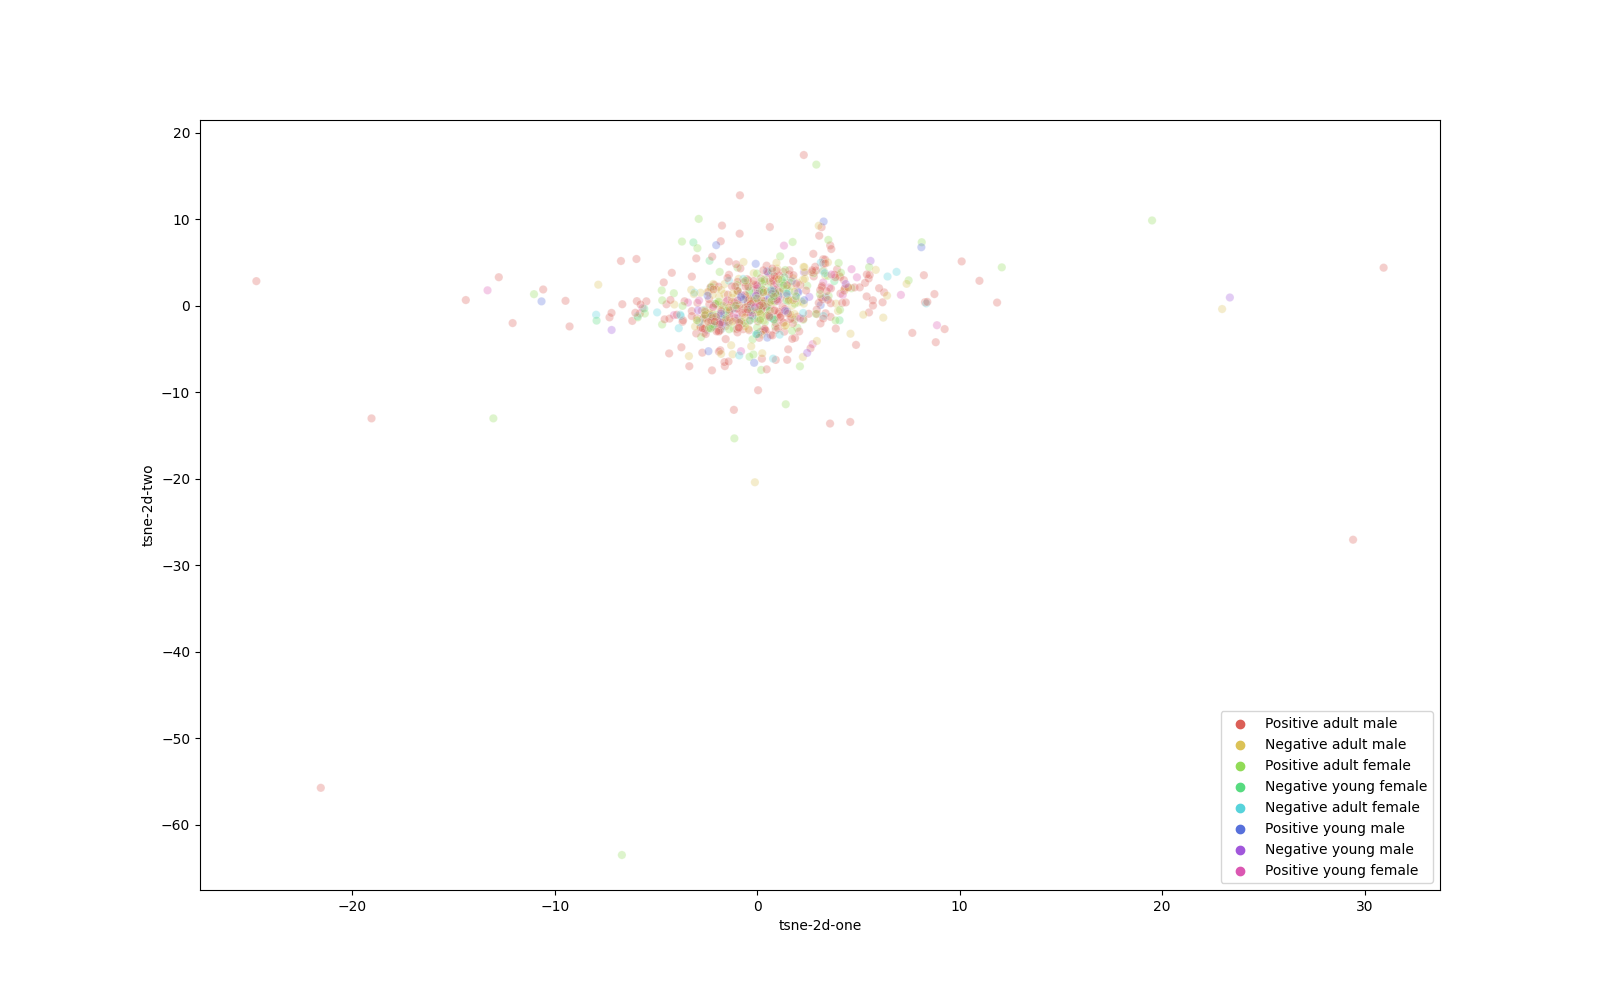 20
10
0
−10
−20
−30
−40
−50
−60
tsne-2d-two
−20
−10
0
10
20
30
tsne-2d-one
Positive adult male
Negative adult male
Positive adult female
Negative young female
Negative adult female
Positive young male
Negative young male
Positive young female